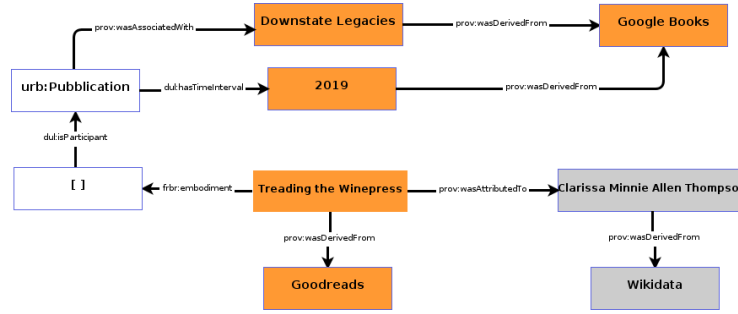 Downstate Legacies
prov:wasDerivedFrom
Google Books
prov:wasAssociatedWith
urb:Pubblication
dul:hasTimeInterval
2019
prov:wasDerivedFrom
dul:isParticipant
[ ]
frbr:embodiment
Treading the Winepress
prov:wasAttributedTo
Clarissa Minnie Allen Thompso
prov:wasDerivedFrom
prov:wasDerivedFrom
Goodreads
Wikidata